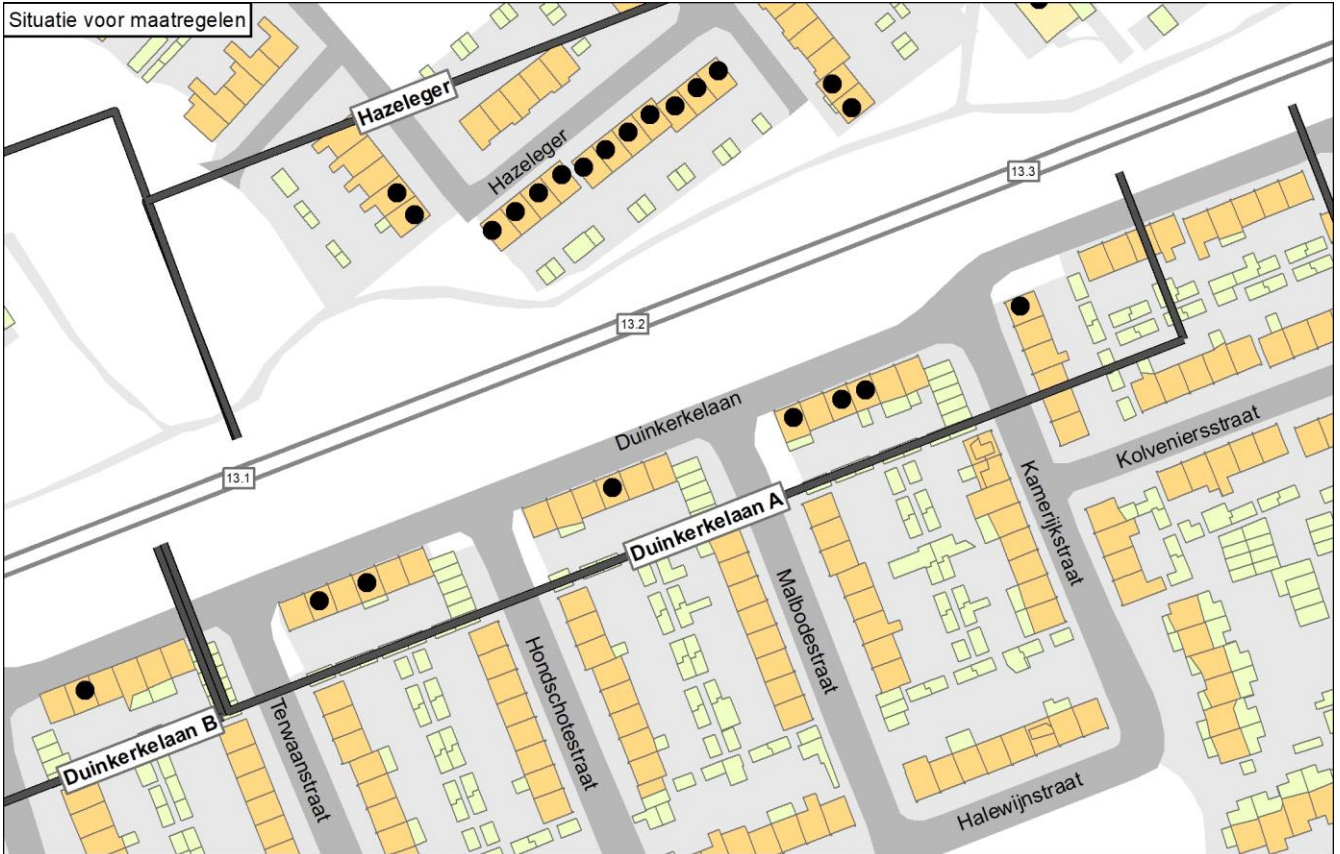 Situatie voor maatregelen
Hazeleger
Hazeleger
13.3
13.2
13.1
Duinkerkelaan
Kolveniersstraat
Kamerijkstraat
Duinkerkelaan A
Malbodestraat
Hondschotestraat
Terwaanstraat
Duinkerkelaan B
Halewijnstraat